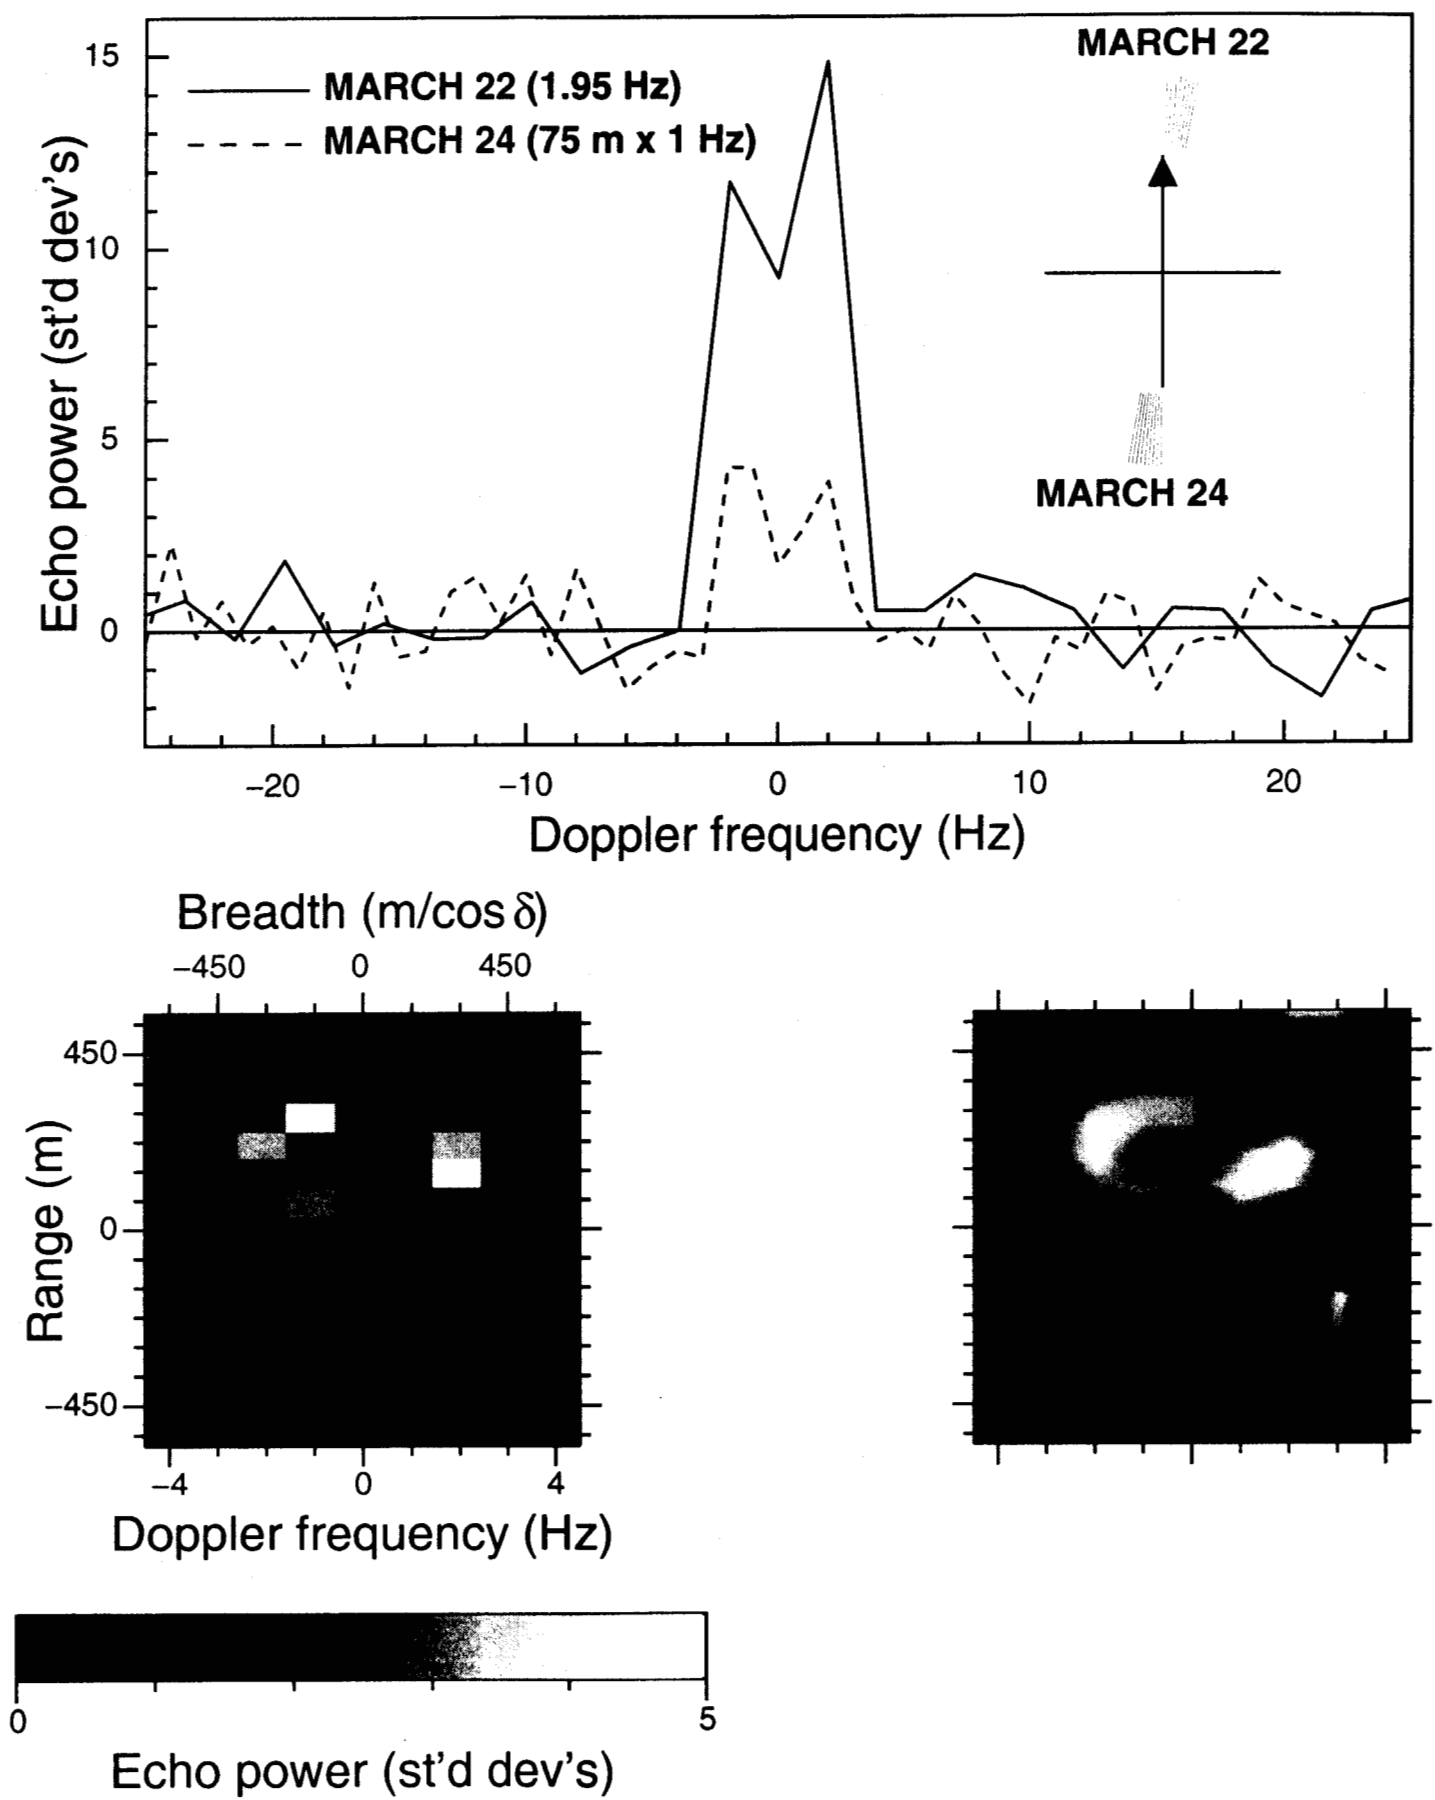 MARCH 22
15
MARCH 22 (1.95 Hz)
MARCH 24 (75 m x 1 Hz)
10
5
MARCH 24
0
Echo power (st'd dev's)
−20 −10 0 10 20
Doppler frequency (Hz)
Breadth (m/cos δ)
−450 0 450
450
0
−450
Range (m)
−4 0 4
Doppler frequency (Hz)
0 5
Echo power (st'd dev's)